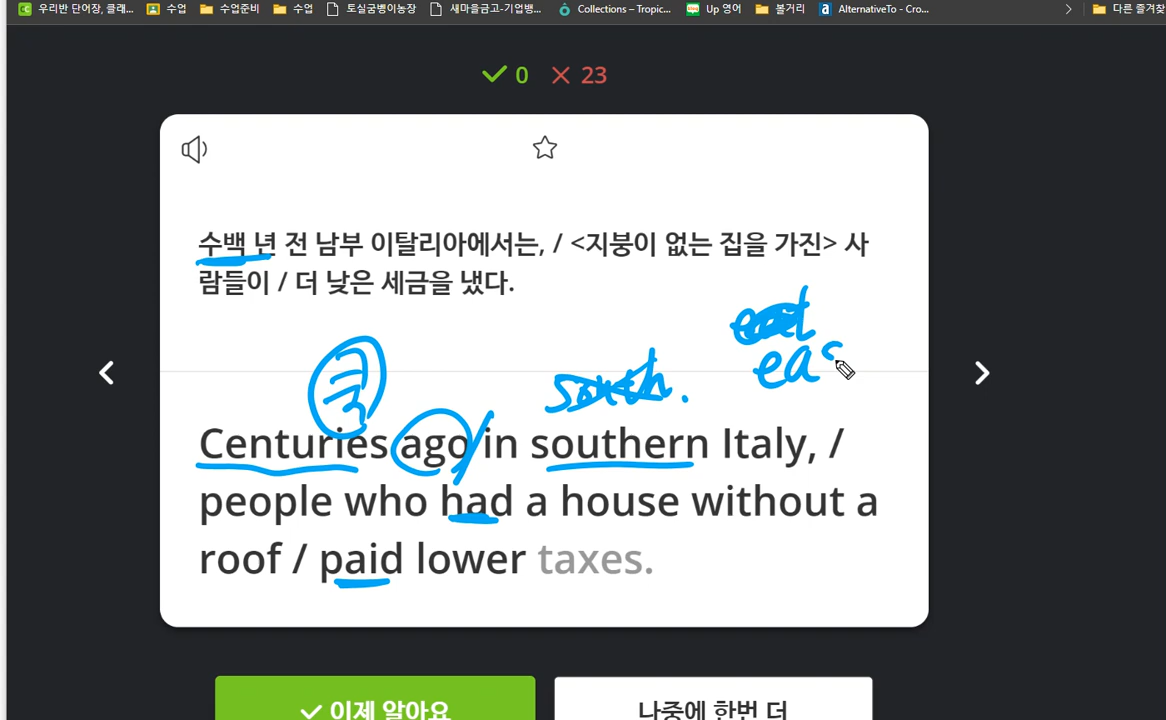 우리반 단어장, 클래... 수업 수업준비 수업 토실굼벵이농장 새마을금고-기업뱅... Collections – Tropic... Up 영어 볼거리 AlternativeTo - Cro... 다른 즐겨찾
0 23
수백 년 전 남부 이탈리아에서는, / <지붕이 없는 집을 가진> 사
람들이 / 더 낮은 세금을 냈다.
eas
south.
Centuries ago / in southern Italy, /
people who had a house without a
roof / paid lower taxes.
이제 알아요 나중에 한번 더